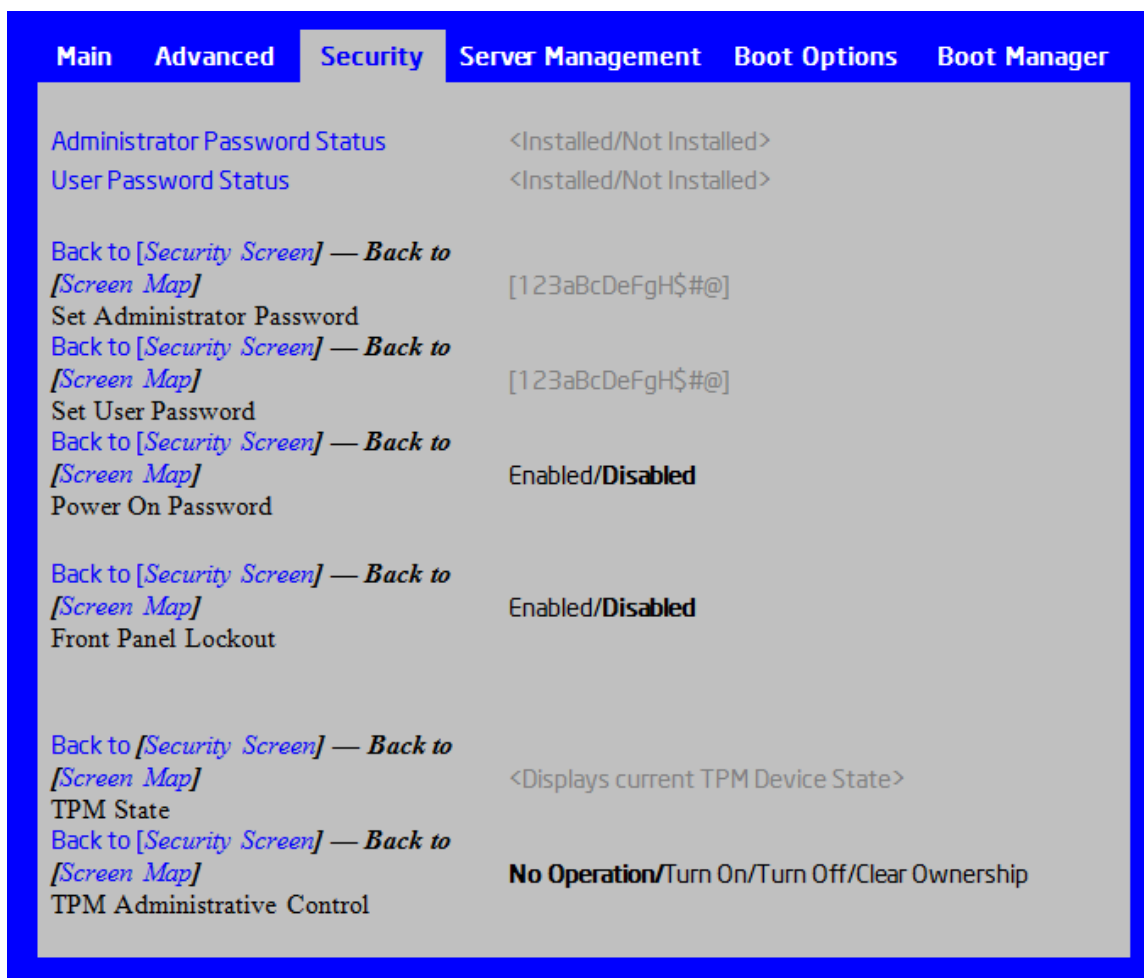 Main Advanced Security Server Management Boot Options Boot Manager
Administrator Password Status <Installed/Not Installed>
User Password Status <Installed/Not Installed>
Back to [Security Screen] — Back to
[Screen Map] [123aBcDeFgH$#@]
Set Administrator Password
Back to [Security Screen] — Back to
[Screen Map] [123aBcDeFgH$#@]
Set User Password
Back to [Security Screen] — Back to
[Screen Map] Enabled/Disabled
Power On Password
Back to [Security Screen] — Back to
[Screen Map] Enabled/Disabled
Front Panel Lockout
Back to [Security Screen] — Back to
[Screen Map] <Displays current TPM Device State>
TPM State
Back to [Security Screen] — Back to
[Screen Map] No Operation/Turn On/Turn Off/Clear Ownership
TPM Administrative Control